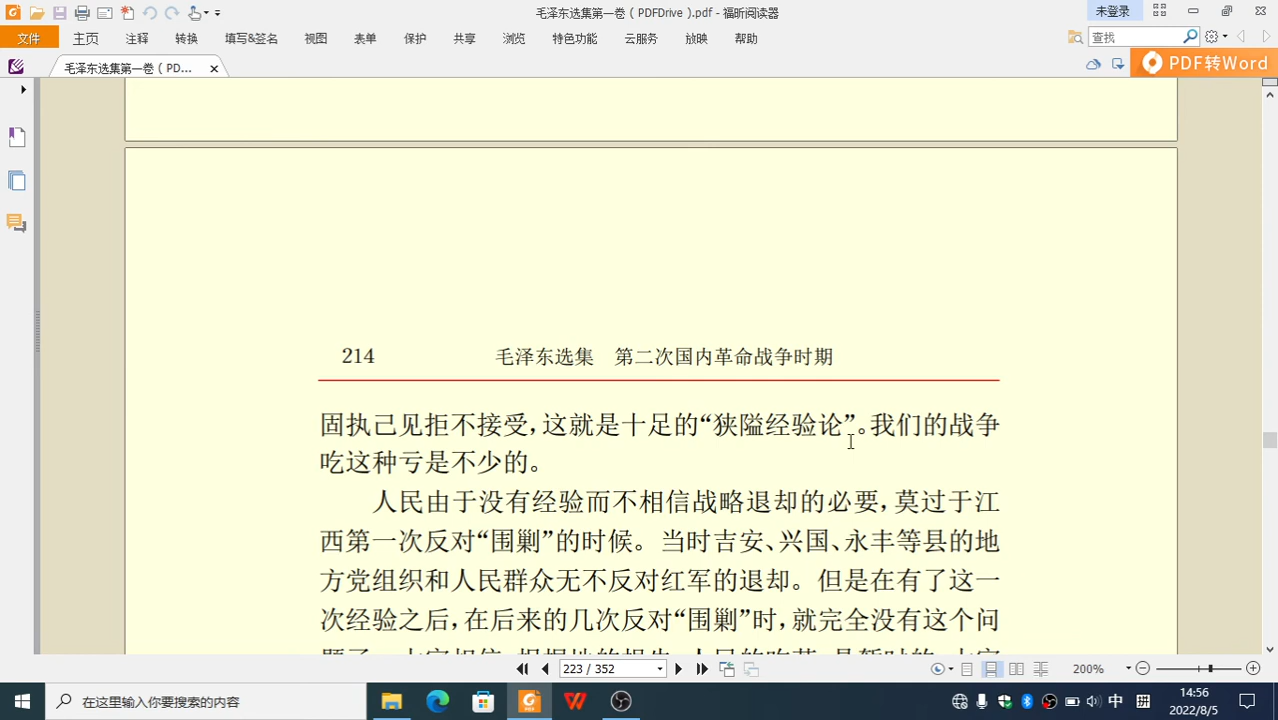 毛泽东选集第一卷（PDFDrive）.pdf - 福昕阅读器
未登录
文件 主页 注释 转换 填写&签名 视图 表单 保护 共享 浏览 特色功能 云服务 放映 帮助
查找
毛泽东选集第一卷（PD...
PDF转Word
214 毛泽东选集 第二次国内革命战争时期
固执己见拒不接受，这就是十足的“狭隘经验论”。我们的战争
吃这种亏是不少的。
人民由于没有经验而不相信战略退却的必要，莫过于江
西第一次反对“围剿”的时候。当时吉安、兴国、永丰等县的地
方党组织和人民群众无不反对红军的退却。但是在有了这一
次经验之后，在后来的几次反对“围剿”时，就完全没有这个问
223 / 352
200%
在这里输入你要搜索的内容
中 拼
14:56
2022/8/5